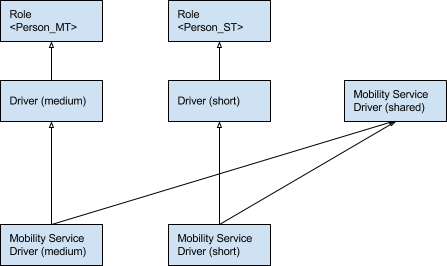 Role
<Person_MT>
Role
<Person_ST>
Driver (medium)
Driver (short)
Mobility Service
Driver (shared)
Mobility Service
Driver (medium)
Mobility Service
Driver (short)